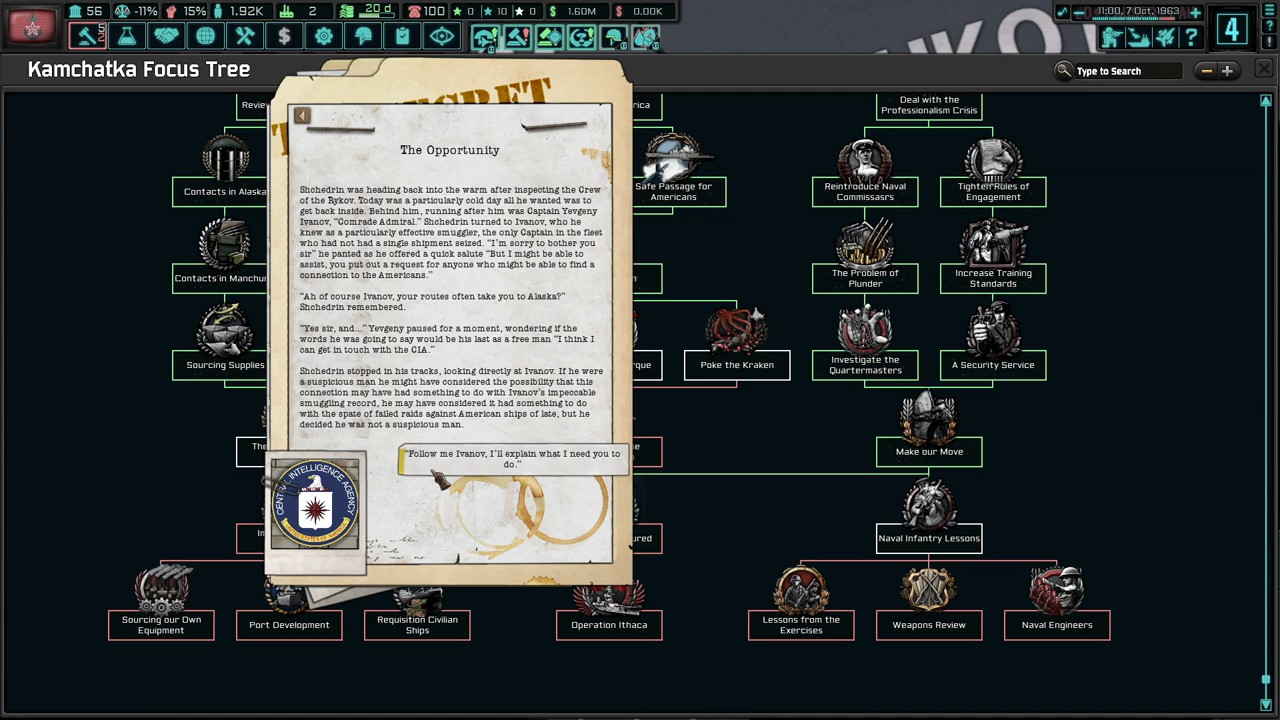 56 -11% 15% 1.92K 2 20 d 100 0 10 0 1.60M 0.00K
11:00, 7 Oct, 1963
4
NIKO
Kamchatka Focus Tree
Type to Search
SECRET
Deal with the
Professionalism Crisis
Contacts in Alaska
Safe Passage for
Americans
Reintroduce Naval
Commissasrs
Tighten Rules of
Engagement
The Problem of
Plunder
Increase Training
Standards
Sourcing Supplies
Poke the Kraken
Investigate the
Quartermasters
A Security Service
Make our Move
Naval Infantry Lessons
Sourcing our Own
Equipment
Port Development
Requisition Civilian
Ships
Operation Ithaca
Lessons from the
Exercises
Weapons Review
Naval Engineers
The Opportunity
Shchedrin was heading back into the warm after inspecting the Crew
of the Rykov. Today was a particularly cold day all he wanted was to
get back inside. Behind him, running after him was Captain Yevgeny
Ivanov, "Comrade Admiral." Shchedrin turned to Ivanov, who he
knew as a particularly effective smuggler, the only Captain in the fleet
who had not had a single shipment seized. "I'm sorry to bother you
sir" he panted as he offered a quick salute "But I might be able to
assist, you put out a request for anyone who might be able to find a
connection to the Americans."
"Ah of course Ivanov, your routes often take you to Alaska?"
Shchedrin remembered.
"Yes sir, and..." Yevgeny paused for a moment, wondering if the
words he was going to say would be his last as a free man "I think I
can get in touch with the CIA."
Shchedrin stopped in his tracks, looking directly at Ivanov. If he were
a suspicious man he might have considered the possibility that this
connection may have had something to do with Ivanov's impeccable
smuggling record, he may have considered it had something to do
with the spate of failed raids against American ships of late, but he
decided he was not a suspicious man.
"Follow me Ivanov, I'll explain what I need you to
do."
CENTRAL INTELLIGENCE AGENCY
UNITED STATES OF AMERICA